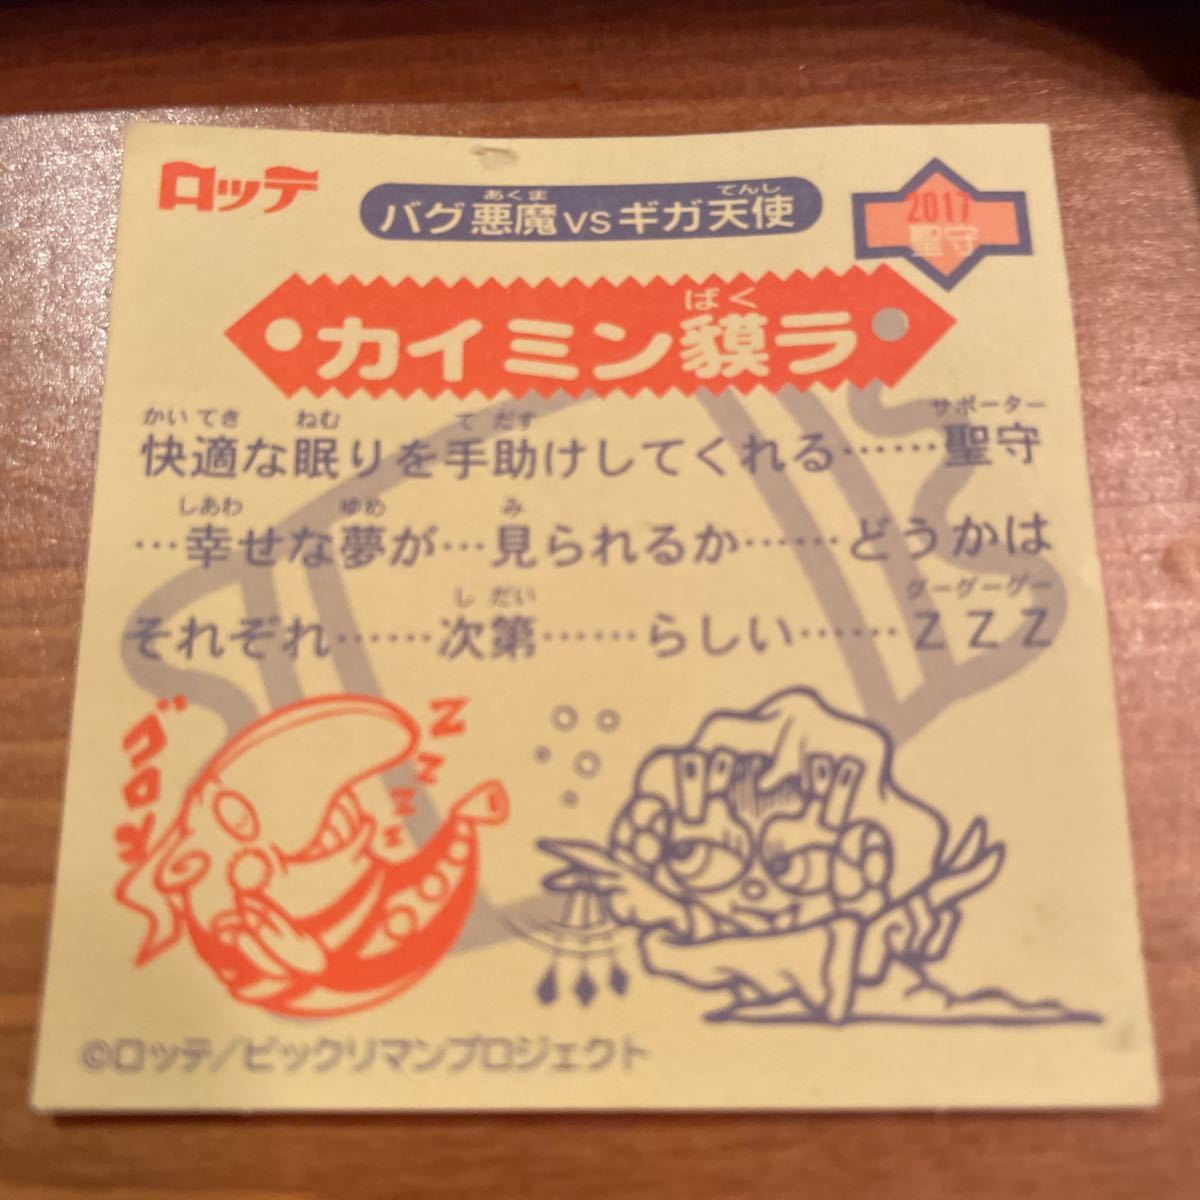 ロッテ
あくま てんし
バグ悪魔VSギガ天使
2017
聖守
ばく
カイミン貘ラ
かいてき ねむ て だす サポーター
快適な眠りを手助けしてくれる……聖守
しあわ ゆめ み
…幸せな夢が…見られるか……どうかは
しだい グーグーグー
それぞれ……次第……らしい……ZZZ
ゴロン
ZZZZZ
©ロッテ/ビックリマンプロジェクト